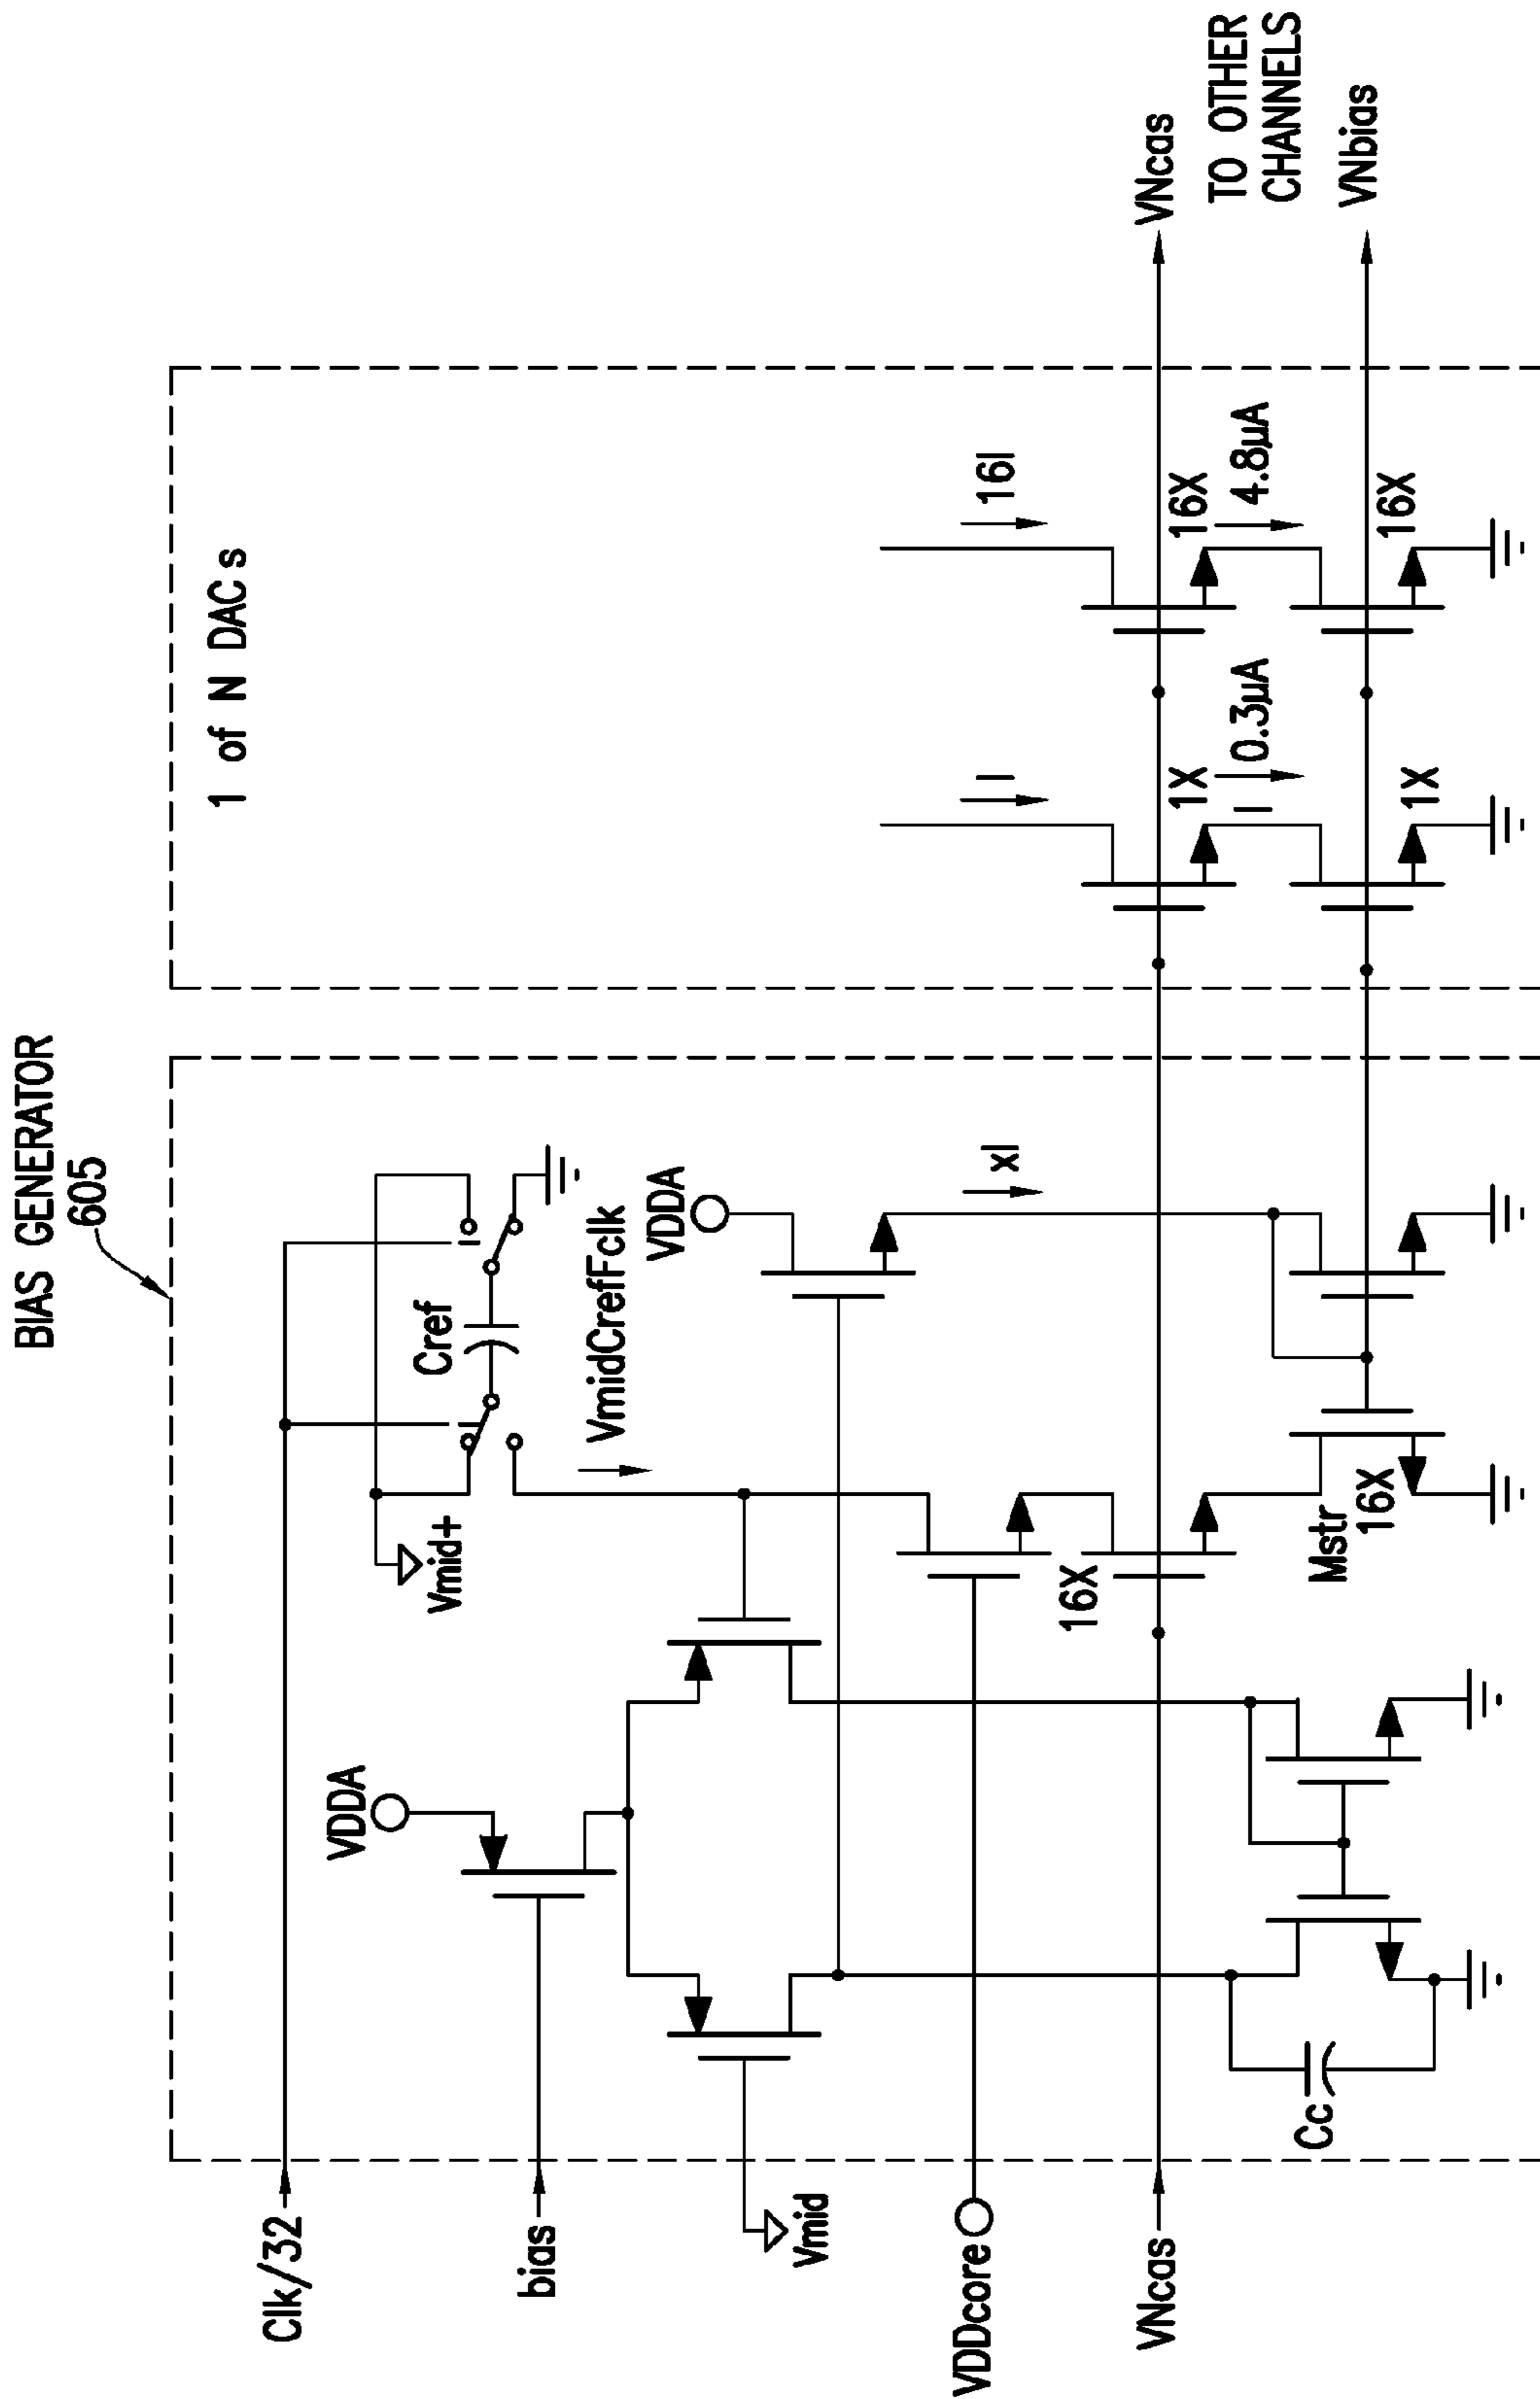 BIAS GENERATOR
605
1 of N DACs
Clk/32
bias
Vmid
VDDcore
VNcas
VDDA
Cc
Vmid+
Cref
VmidCrefFclk
VDDA
xI
16X
Mstr
16X
I
1X
I
0.3µA
1X
16I
16X
4.8µA
16X
VNcas
TO OTHER
CHANNELS
VNbias